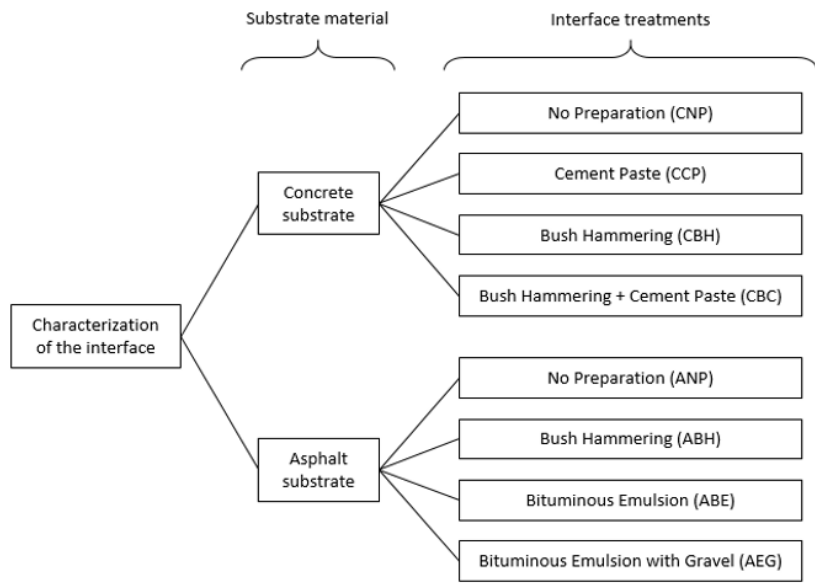 Substrate material
Interface treatments
No Preparation (CNP)
Cement Paste (CCP)
Concrete
substrate
Bush Hammering (CBH)
Bush Hammering + Cement Paste (CBC)
Characterization
of the interface
No Preparation (ANP)
Bush Hammering (ABH)
Asphalt
substrate
Bituminous Emulsion (ABE)
Bituminous Emulsion with Gravel (AEG)